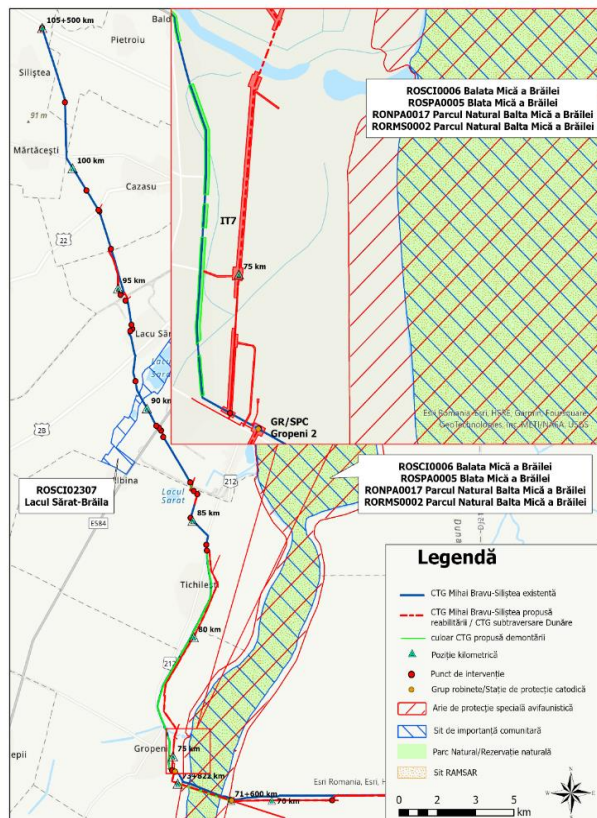 105+500 km
Pietroiu
Siliștea
91 m
Mărtăcești
100 km
Cazasu
22
95 km
Lacu Săr
Lacu
Sărat
90 km
2B
ROSCI02307
Lacul Sărat-Brăila
lbina
E584
Lacul
Sarat
212
85 km
Tichileș
80 km
212
Gropeni
75 km
73+822 km
71+600 km
70 km
epii
Bald
IT7
75 km
GR/SPC
Gropeni 2
ROSCI0006 Balata Mică a Brăilei
ROSPA0005 Blata Mică a Brăilei
RONPA0017 Parcul Natural Balta Mică a Brăilei
RORMS0002 Parcul Natural Balta Mică a Brăilei
Esri Romania, Esri, HERE, Garmin, Foursquare,
GeoTechnologies, Inc, METI/NASA, USGS
ROSCI0006 Balata Mică a Brăilei
ROSPA0005 Blata Mică a Brăilei
RONPA0017 Parcul Natural Balta Mică a Brăilei
RORMS0002 Parcul Natural Balta Mică a Brăilei
Esri Romania, Esri, H
Legendă
CTG Mihai Bravu-Siliștea existentă
CTG Mihai Bravu-Siliștea propusă
reabilitării / CTG subtraversare Dunăre
culoar CTG propusă demontării
Poziție kilometrică
Punct de intervenție
Grup robinete/Stație de protecție catodică
Arie de protecție specială avifaunistică
Sit de importanță comunitară
Parc Natural/Rezervație naturală
Sit RAMSAR
0 1 2 3 4 5
km